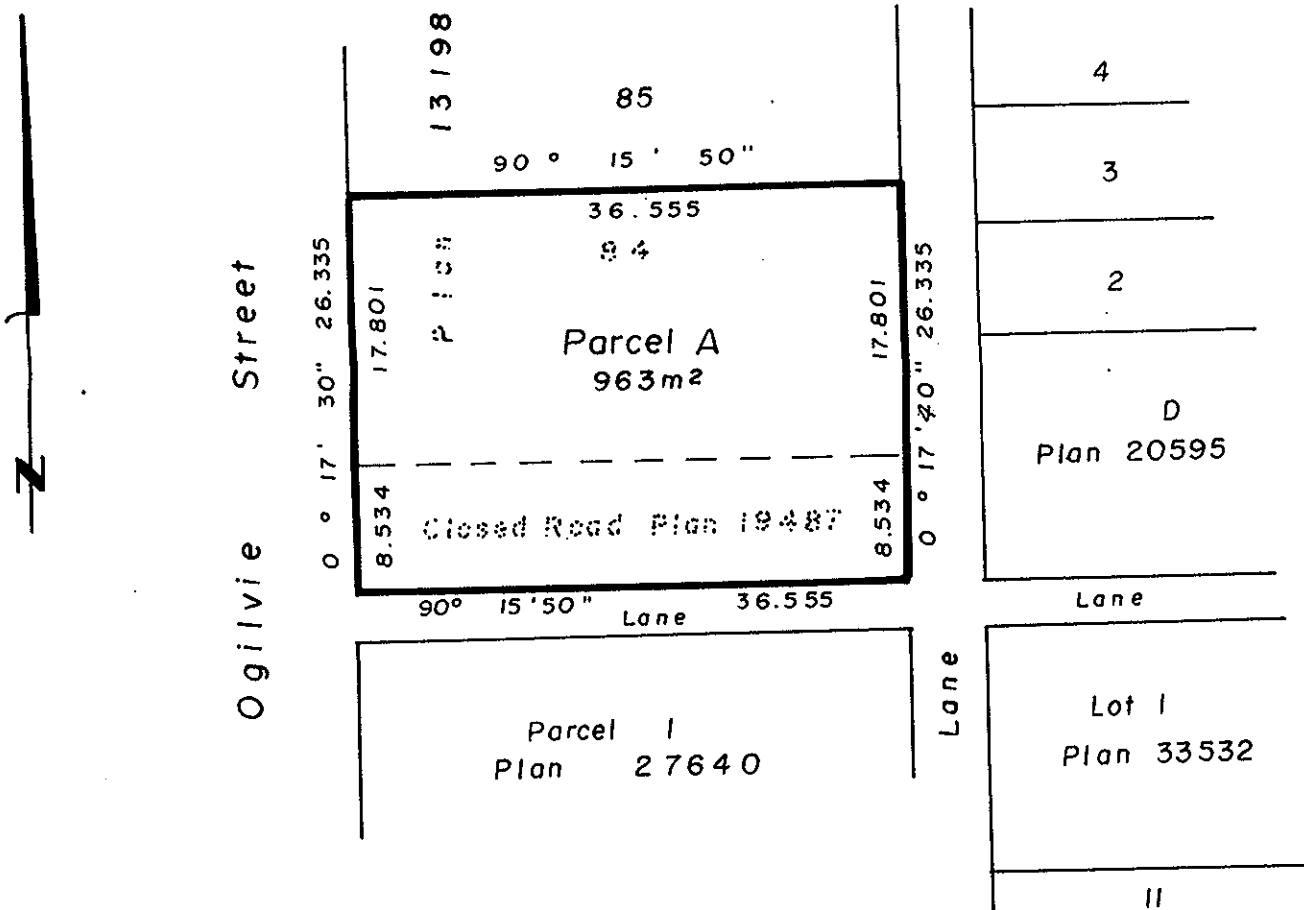 13198
85
4
90° 15' 50"
3
36.555
84
Plan
2
Ogilvie Street
0° 17' 30" 26.335
17.801
Parcel A
963m²
17.801
0° 17' 40" 26.335
D
Plan 20595
8.534
Closed Road Plan 19487
8.534
90° 15' 50"
36.555
Lane
Lane
Lane
Parcel 1
Plan 27640
Lot 1
Plan 33532
11
N